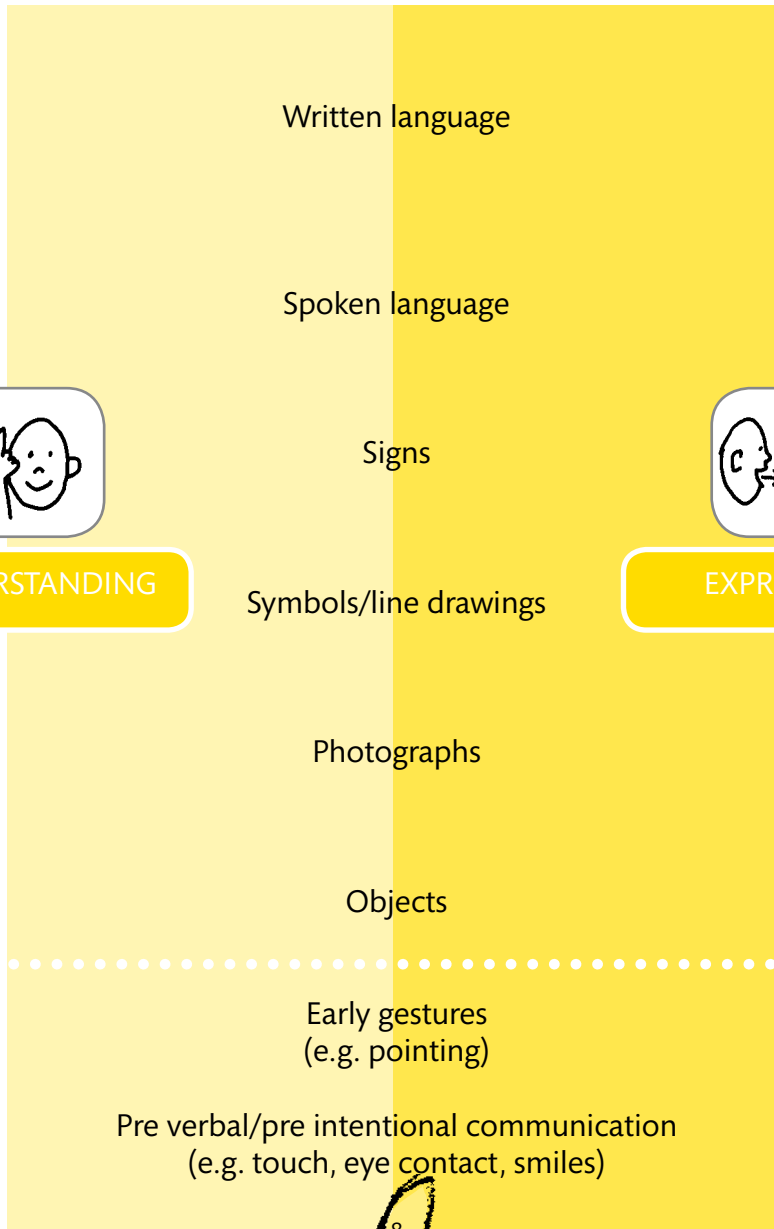 Written language
Spoken language
Signs
RSTANDING
EXPR
Symbols/line drawings
Photographs
Objects
Early gestures
(e.g. pointing)
Pre verbal/pre intentional communication
(e.g. touch, eye contact, smiles)
8